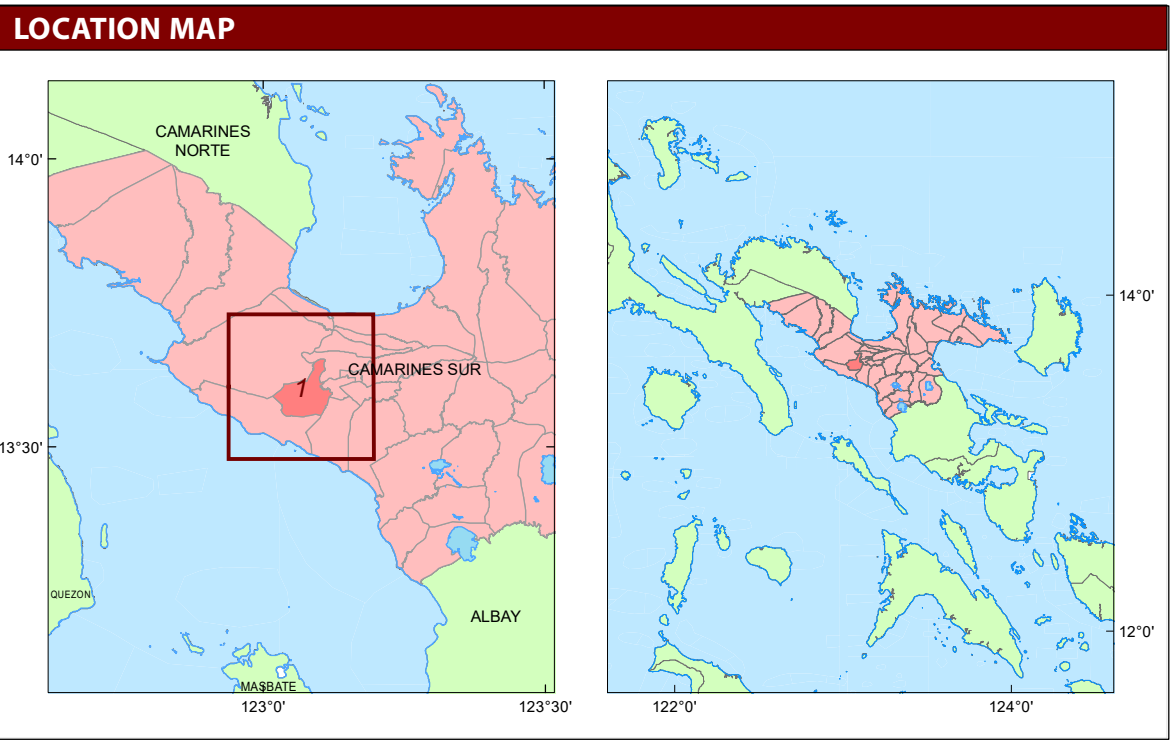 LOCATION MAP
CAMARINES
NORTE
14°0'
CAMARINES SUR
1
13°30'
QUEZON
ALBAY
MASBATE
123°0'
123°30'
14°0'
12°0'
122°0'
124°0'